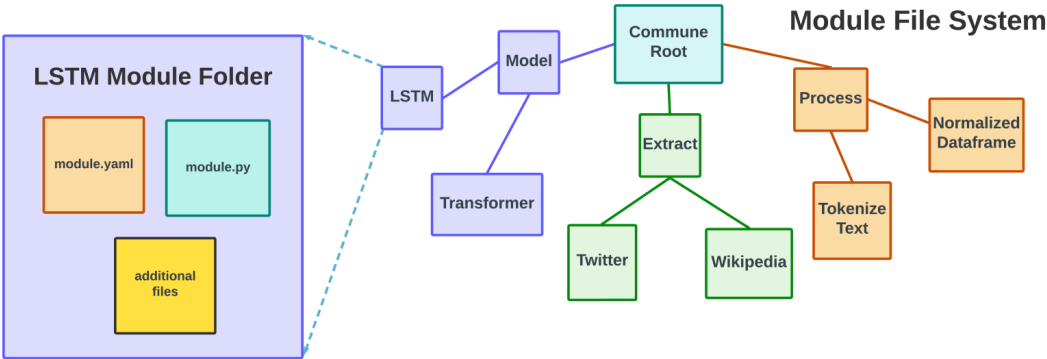 Module File System
LSTM Module Folder
module.yaml
module.py
additional
files
LSTM
Model
Transformer
Commune
Root
Extract
Twitter
Wikipedia
Process
Normalized
Dataframe
Tokenize
Text